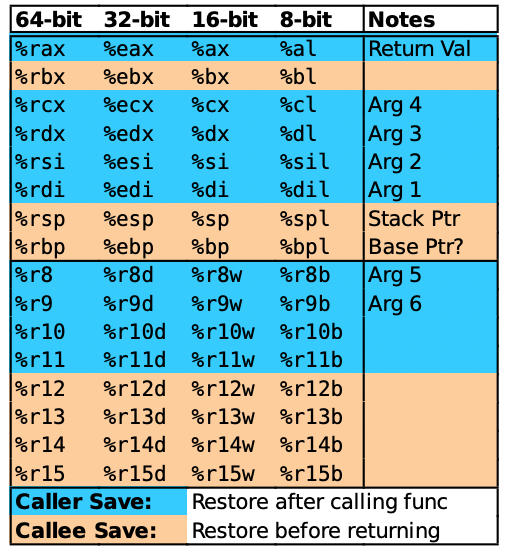 64-bit 32-bit 16-bit 8-bit Notes
%rax %eax %ax %al Return Val
%rbx %ebx %bx %bl
%rcx %ecx %cx %cl Arg 4
%rdx %edx %dx %dl Arg 3
%rsi %esi %si %sil Arg 2
%rdi %edi %di %dil Arg 1
%rsp %esp %sp %spl Stack Ptr
%rbp %ebp %bp %bpl Base Ptr?
%r8 %r8d %r8w %r8b Arg 5
%r9 %r9d %r9w %r9b Arg 6
%r10 %r10d %r10w %r10b
%r11 %r11d %r11w %r11b
%r12 %r12d %r12w %r12b
%r13 %r13d %r13w %r13b
%r14 %r14d %r14w %r14b
%r15 %r15d %r15w %r15b
Caller Save: Restore after calling func
Callee Save: Restore before returning